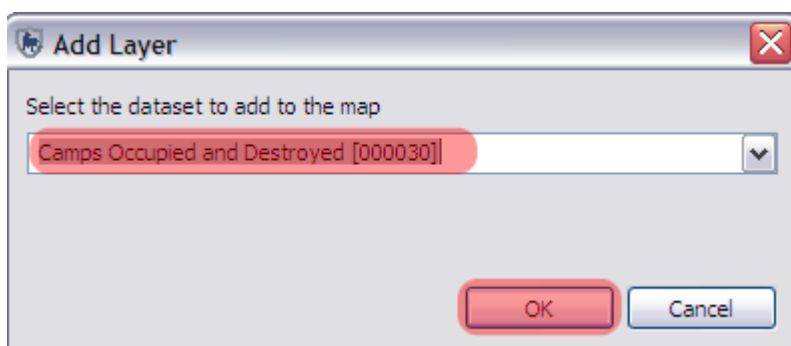 Add Layer
Select the dataset to add to the map
Camps Occupied and Destroyed [000030]
OK Cancel